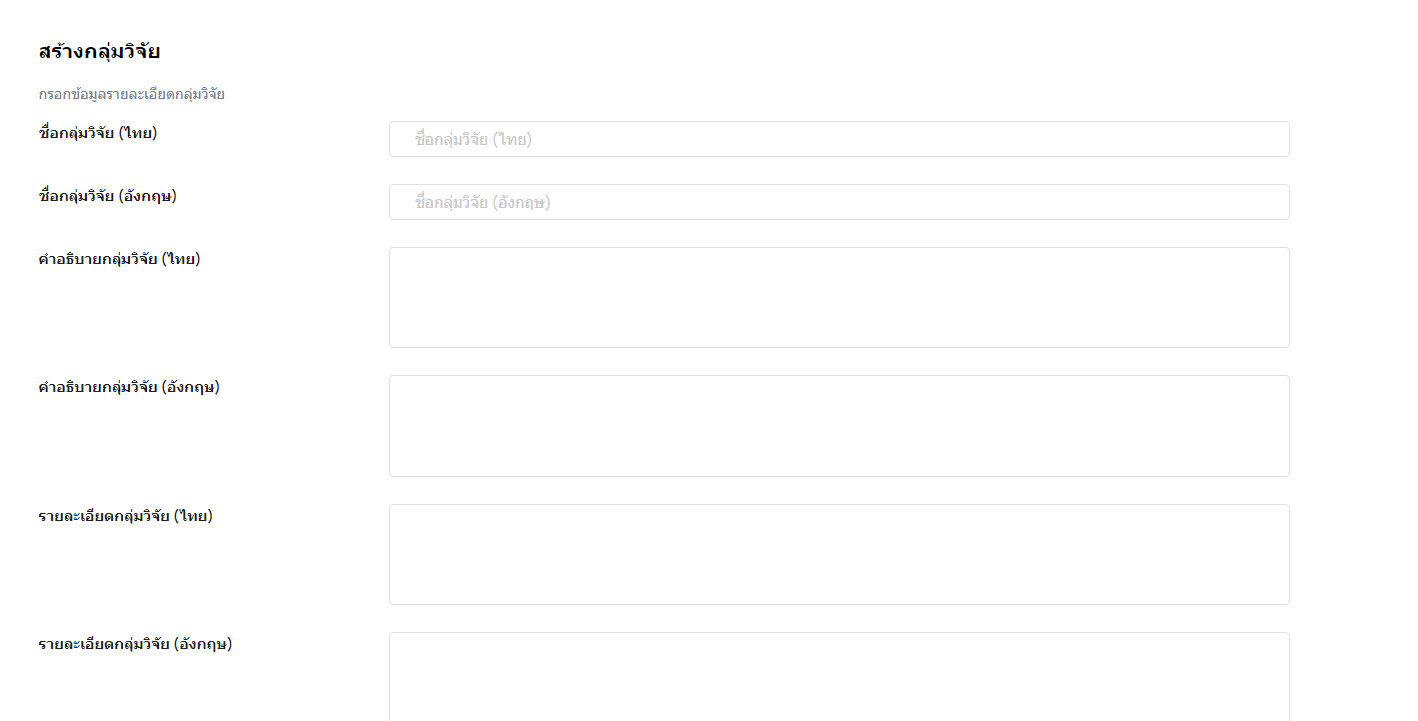 สร้างกลุ่มวิจัย
กรอกข้อมูลรายละเอียดกลุ่มวิจัย
ชื่อกลุ่มวิจัย (ไทย)
ชื่อกลุ่มวิจัย (ไทย)
ชื่อกลุ่มวิจัย (อังกฤษ)
ชื่อกลุ่มวิจัย (อังกฤษ)
คำอธิบายกลุ่มวิจัย (ไทย)
คำอธิบายกลุ่มวิจัย (อังกฤษ)
รายละเอียดกลุ่มวิจัย (ไทย)
รายละเอียดกลุ่มวิจัย (อังกฤษ)